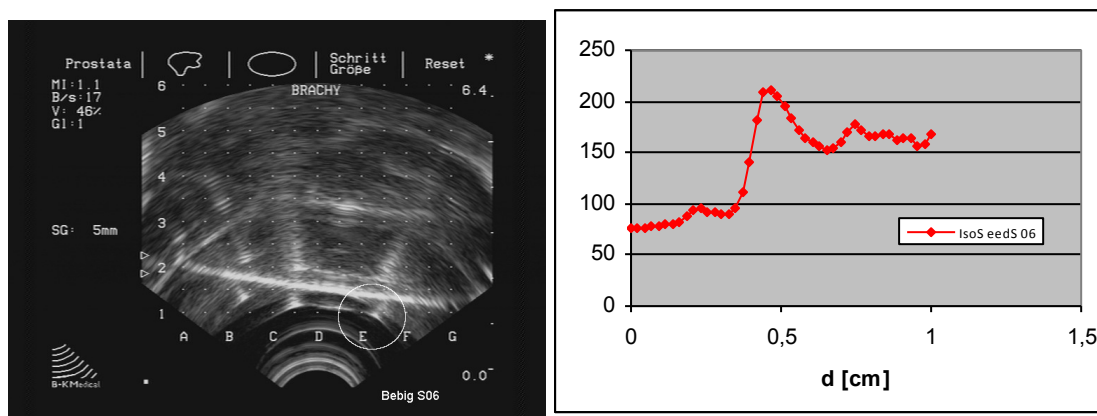 Prostata Schritt Größe Reset *
MI:1.1
B/s:17
V: 46%
Gl:1
BRACHY
6
6.4
5
4
3
SG: 5mm
2
1
A B C D E F G
0.0
B-K Medical
Bebig S06
250
200
150
100
50
0
IsoS eedS 06
0 0,5 1 1,5
d [cm]